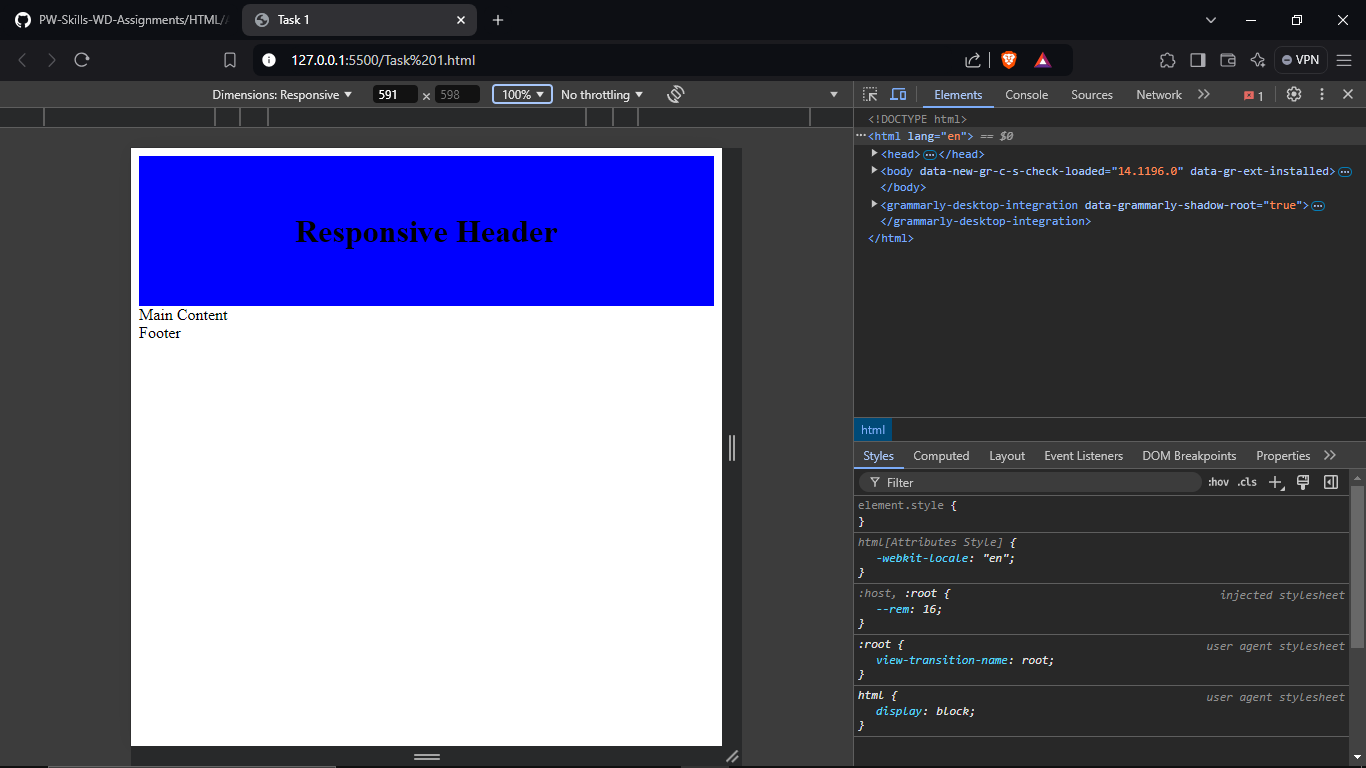 PW-Skills-WD-Assignments/HTML/
Task 1
127.0.0.1:5500/Task%201.html
VPN
Dimensions: Responsive 591 × 598 100% No throttling
Elements Console Sources Network 1
<!DOCTYPE html>
<html lang="en"> == $0
<head> </head>
<body data-new-gr-c-s-check-loaded="14.1196.0" data-gr-ext-installed>
</body>
<grammarly-desktop-integration data-grammarly-shadow-root="true">
</grammarly-desktop-integration>
</html>
Responsive Header
Main Content
Footer
html
Styles Computed Layout Event Listeners DOM Breakpoints Properties
Filter :hov .cls
element.style {
}
html[Attributes Style] {
-webkit-locale: "en";
}
:host, :root { injected stylesheet
--rem: 16;
}
:root { user agent stylesheet
view-transition-name: root;
}
html { user agent stylesheet
display: block;
}